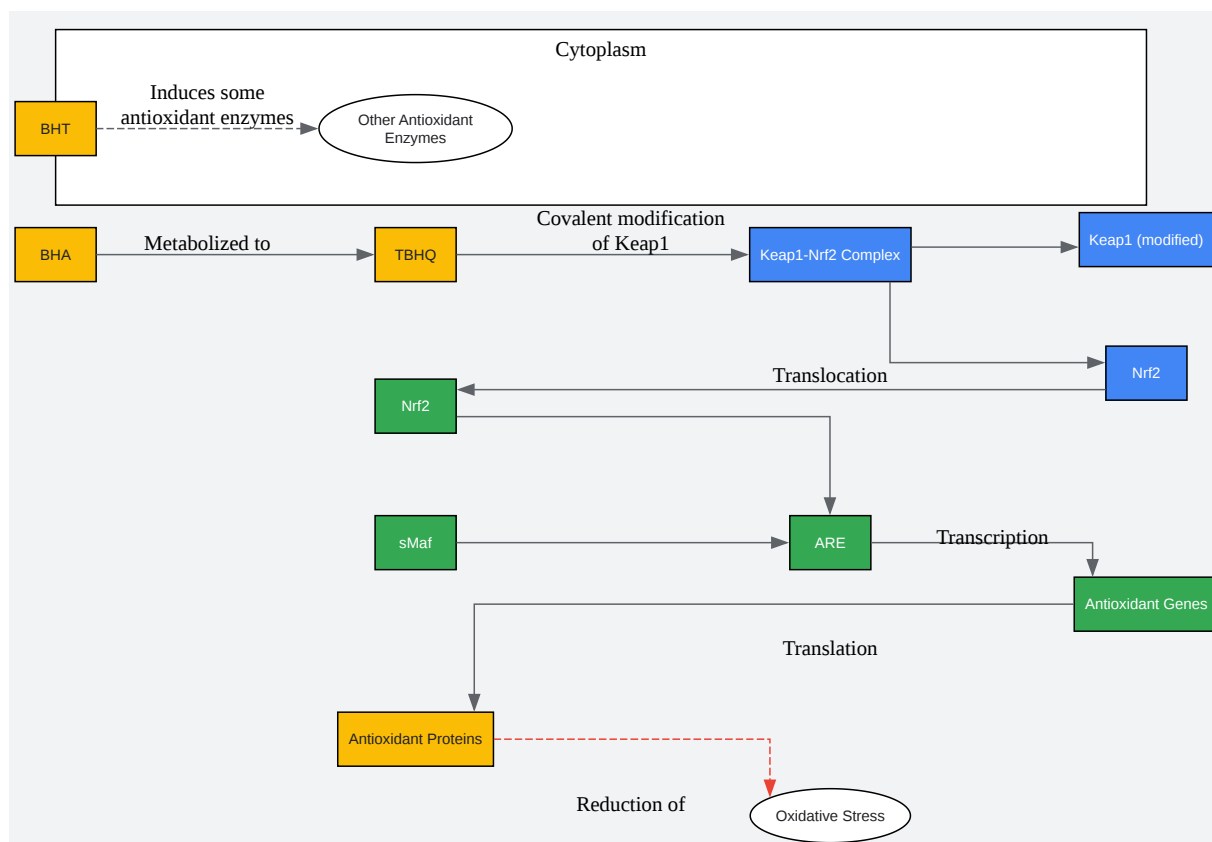 Cytoplasm
Induces some
antioxidant enzymes
BHT
Other Antioxidant
Enzymes
BHA
Metabolized to
TBHQ
Covalent modification
of Keap1
Keap1-Nrf2 Complex
Keap1 (modified)
Nrf2
Translocation
Nrf2
sMaf
ARE
Transcription
Antioxidant Genes
Translation
Antioxidant Proteins
Reduction of
Oxidative Stress